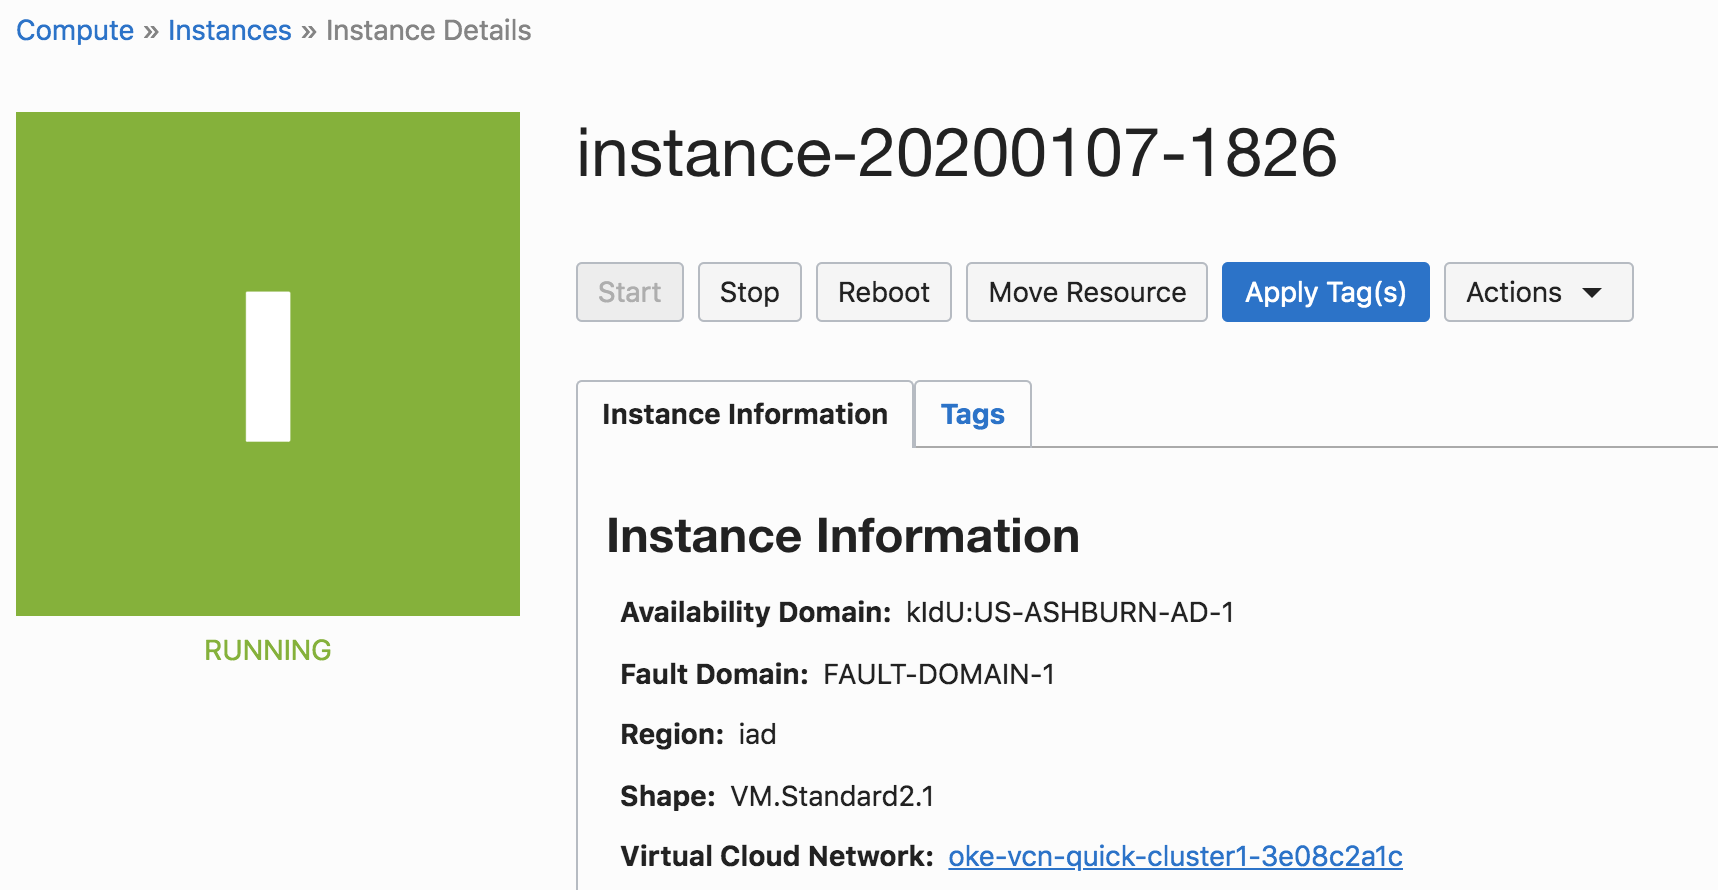 Compute » Instances » Instance Details
I
RUNNING
instance-20200107-1826
Start Stop Reboot Move Resource Apply Tag(s) Actions
Instance Information Tags
Instance Information
Availability Domain: kIdU:US-ASHBURN-AD-1
Fault Domain: FAULT-DOMAIN-1
Region: iad
Shape: VM.Standard2.1
Virtual Cloud Network: oke-vcn-quick-cluster1-3e08c2a1c